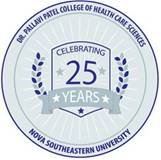 DR. PALLAVI PATEL COLLEGE OF HEALTH CARE SCIENCES
CELEBRATING
25
YEARS
NOVA SOUTHEASTERN UNIVERSITY